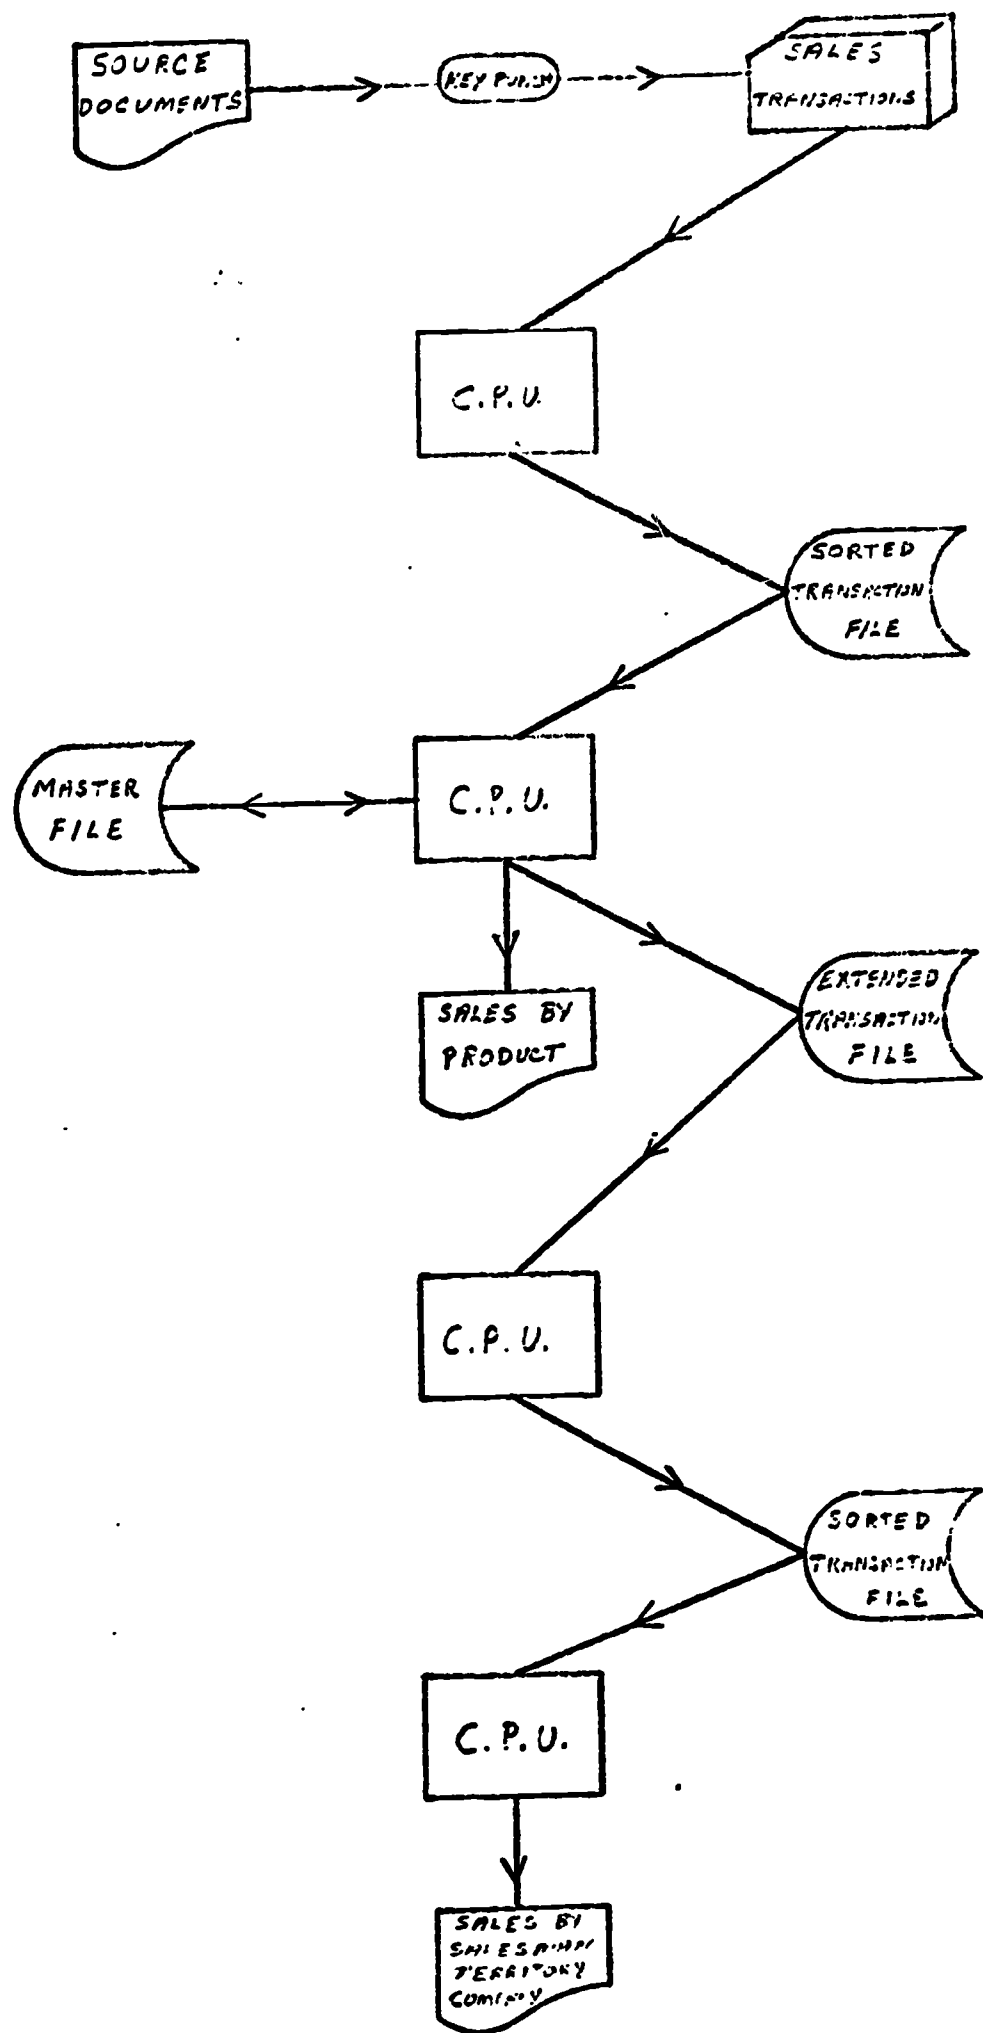 SOURCE
DOCUMENTS
KEY PUNCH
SALES
TRANSACTIONS
C.P.U.
SORTED
TRANSACTION
FILE
MASTER
FILE
C.P.U.
SALES BY
PRODUCT
EXTENDED
TRANSACTION
FILE
C.P.U.
SORTED
TRANSACTION
FILE
C.P.U.
SALES BY
SALESMAN
TERRITORY
COMPANY